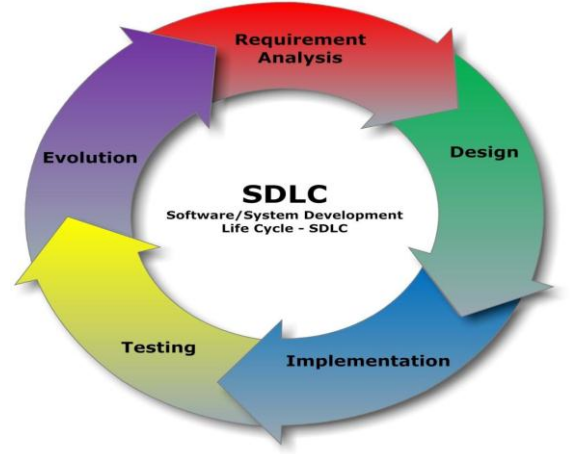 Requirement
Analysis
Design
Evolution
SDLC
Software/System Development
Life Cycle - SDLC
Testing
Implementation